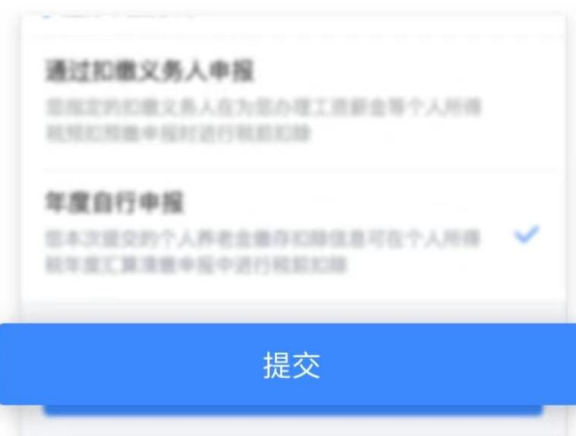 通过扣缴义务人申报
您指定的扣缴义务人在为您办理工资薪金等个人所得
税预扣预缴申报时进行税前扣除
年度自行申报
您本次提交的个人养老金缴存扣除信息可在个人所得
税年度汇算清缴申报中进行税前扣除
提交